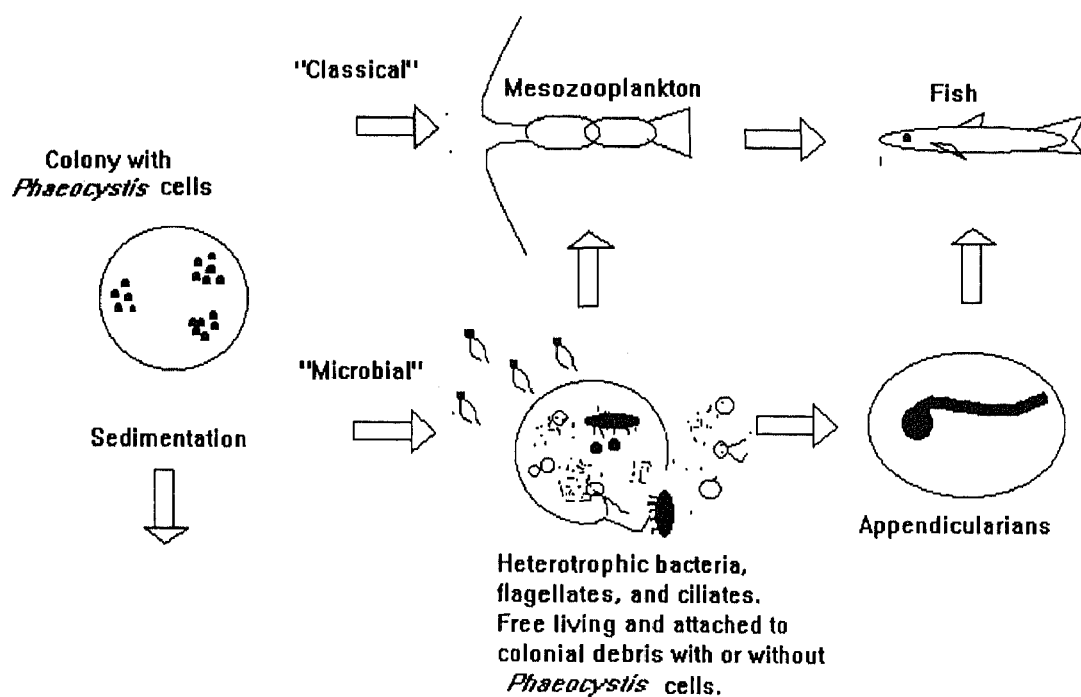 "Classical"
Mesozooplankton
Fish
Colony with
Phaeocystis cells
"Microbial"
Sedimentation
Appendicularians
Heterotrophic bacteria,
flagellates, and ciliates.
Free living and attached to
colonial debris with or without
Phaeocystis cells.